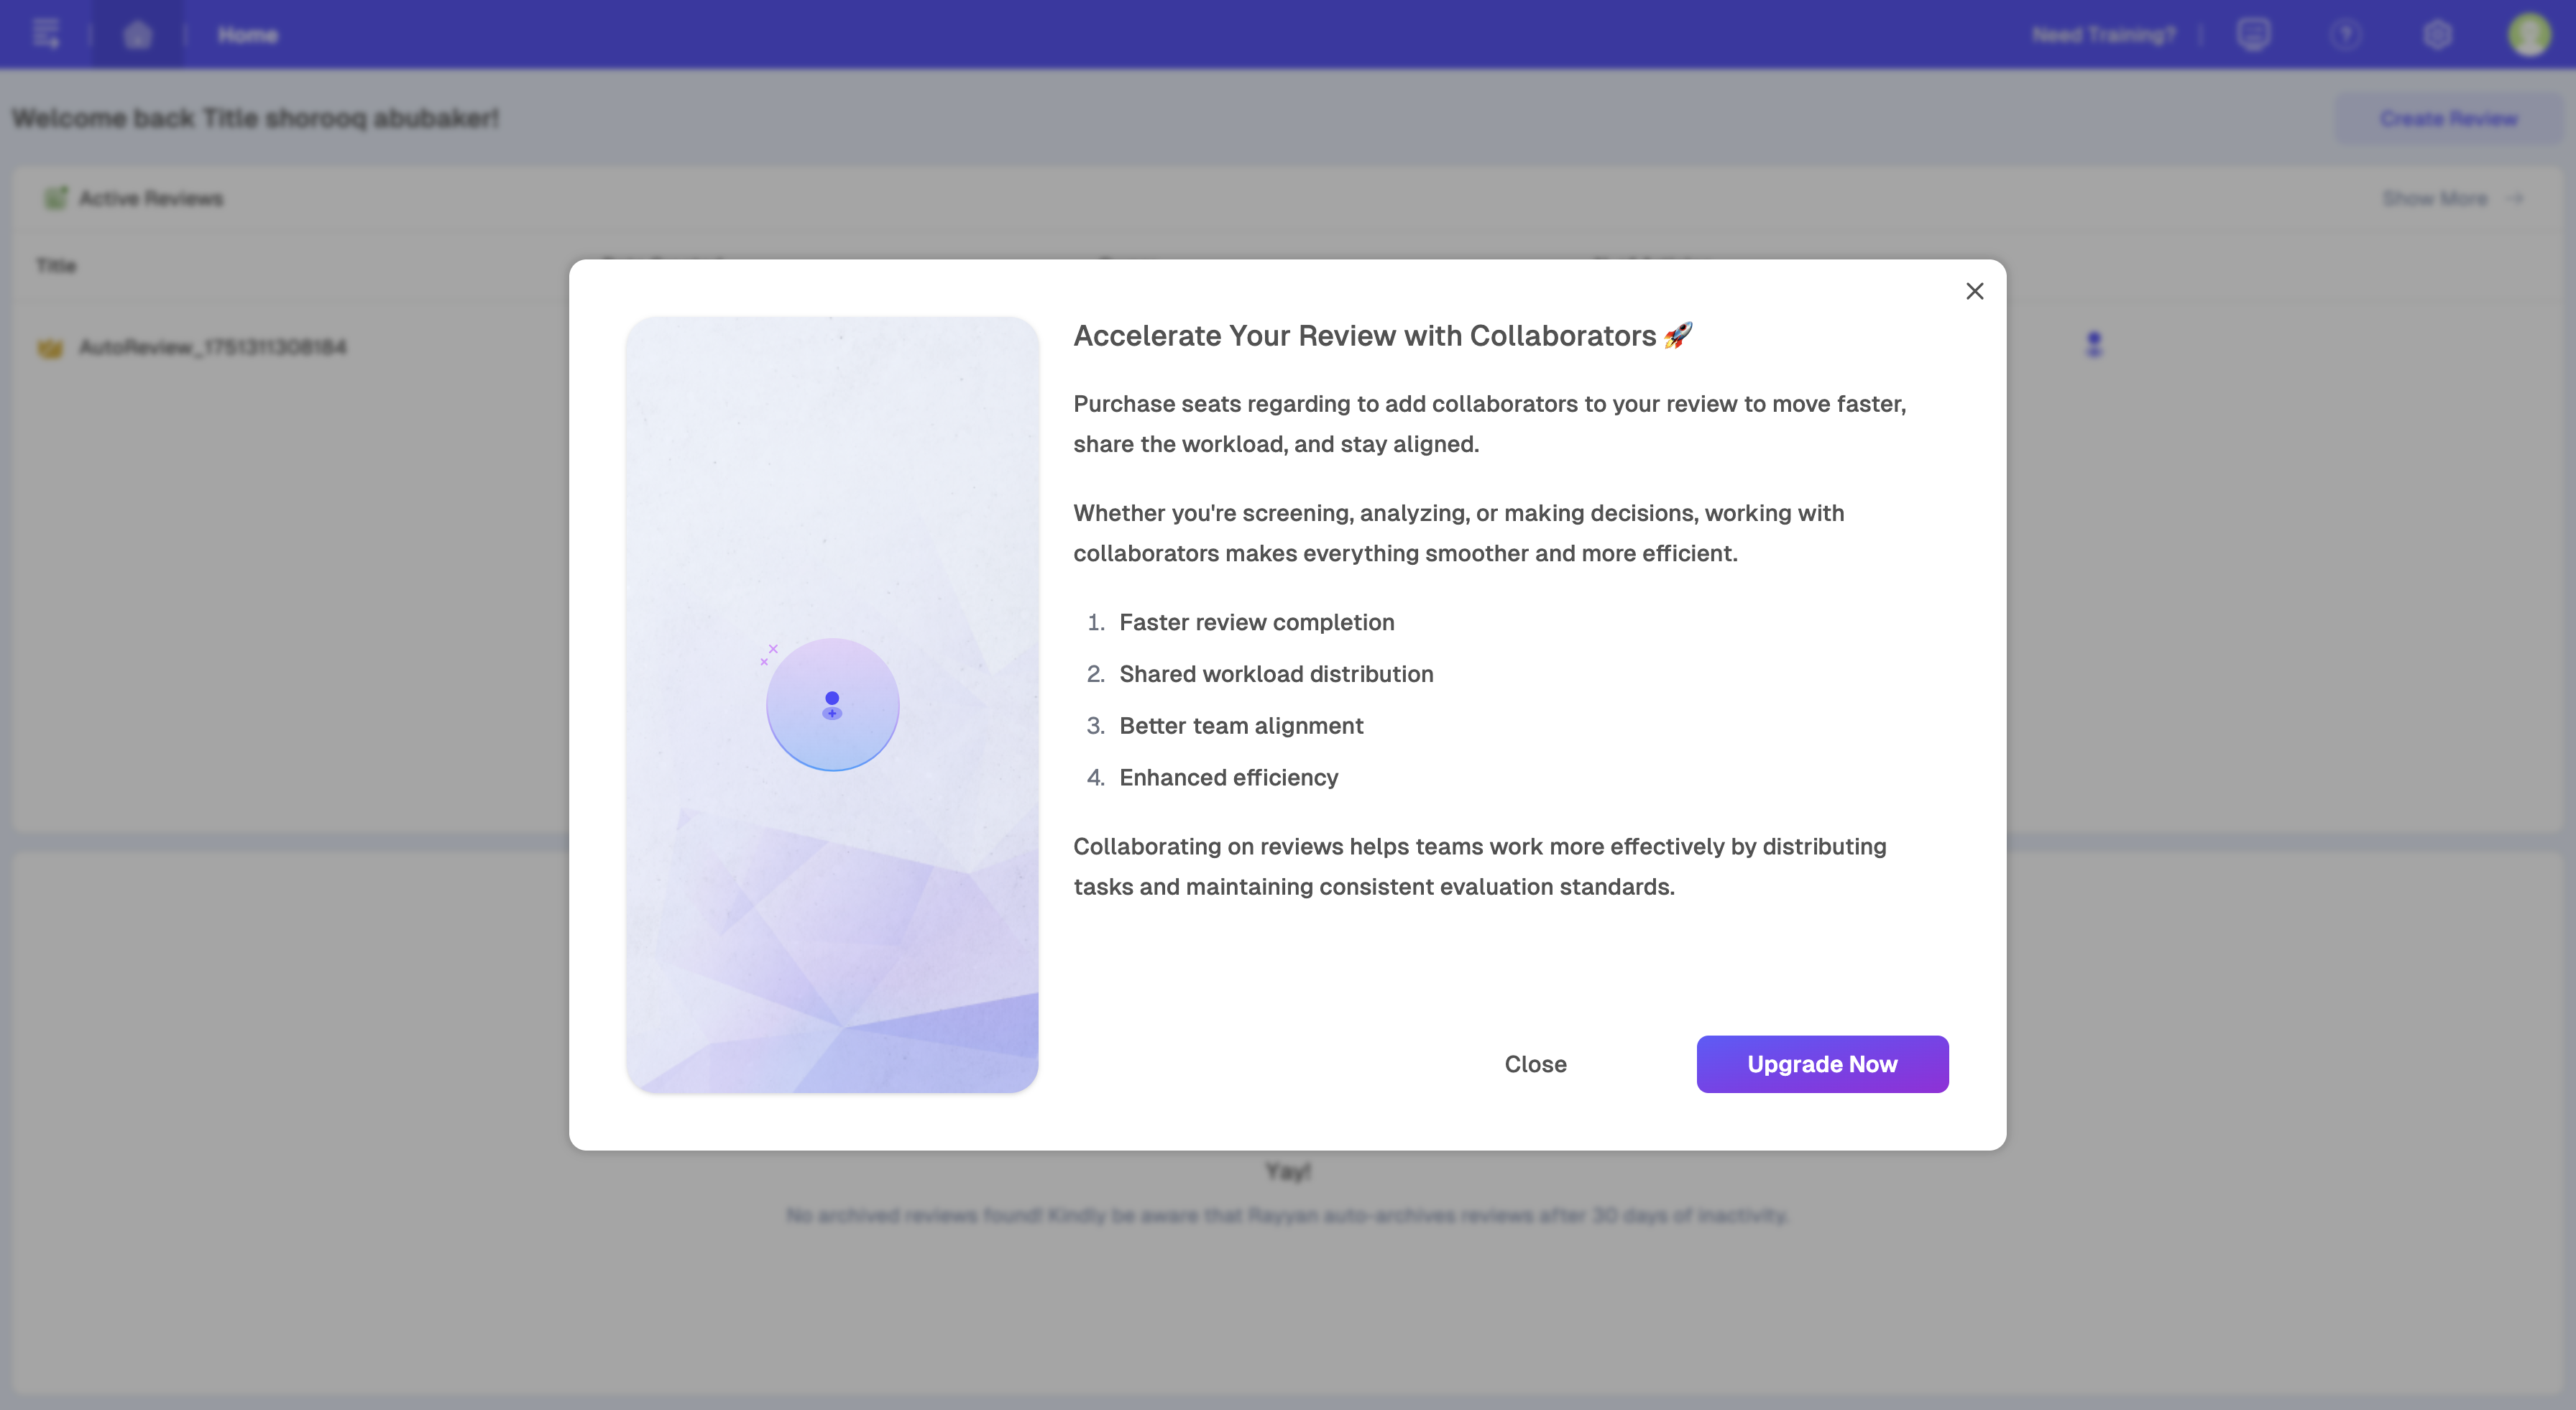 Home
Need Training?
Welcome back Title shorooq abubaker!
Create Review
Active Reviews
Show More
Title
AutoReview_1751311308184
Accelerate Your Review with Collaborators 🚀
Purchase seats regarding to add collaborators to your review to move faster,
share the workload, and stay aligned.
Whether you're screening, analyzing, or making decisions, working with
collaborators makes everything smoother and more efficient.
1. Faster review completion
2. Shared workload distribution
3. Better team alignment
4. Enhanced efficiency
Collaborating on reviews helps teams work more effectively by distributing
tasks and maintaining consistent evaluation standards.
Close
Upgrade Now
Yay!
No archived reviews found! Kindly be aware that Rayyan auto-archives reviews after 30 days of inactivity.